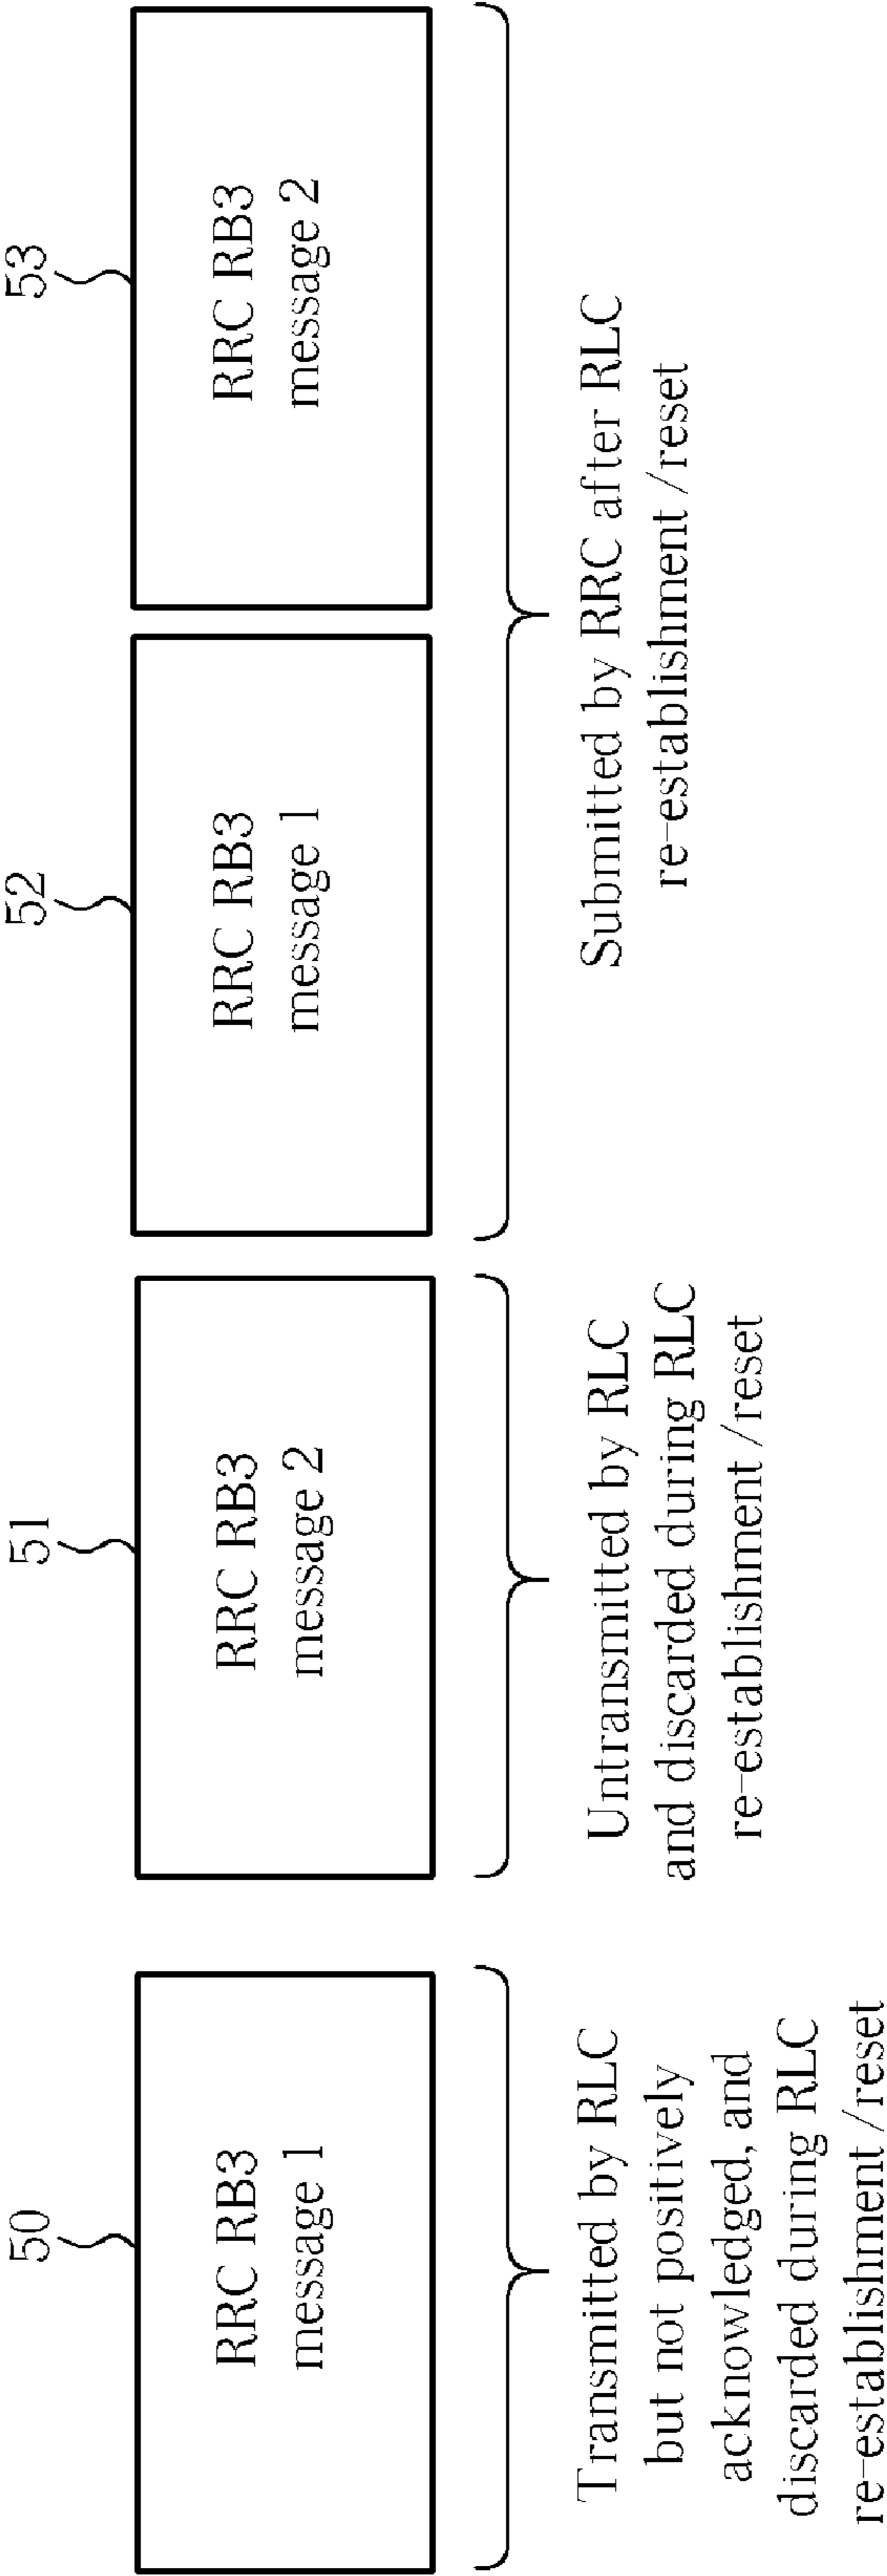 50
RRC RB3
message 1
Transmitted by RLC
but not positively
acknowledged, and
discarded during RLC
re-establishment /reset
51
RRC RB3
message 2
Untransmitted by RLC
and discarded during RLC
re-establishment /reset
52
RRC RB3
message 1
53
RRC RB3
message 2
Submitted by RRC after RLC
re-establishment /reset